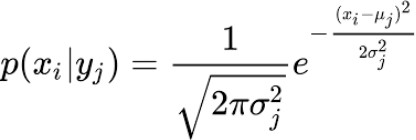 p(x_i|y_j) = \frac{1}{\sqrt{2\pi\sigma_j^2}} e^{-\frac{(x_i-\mu_j)^2}{2\sigma_j^2}}